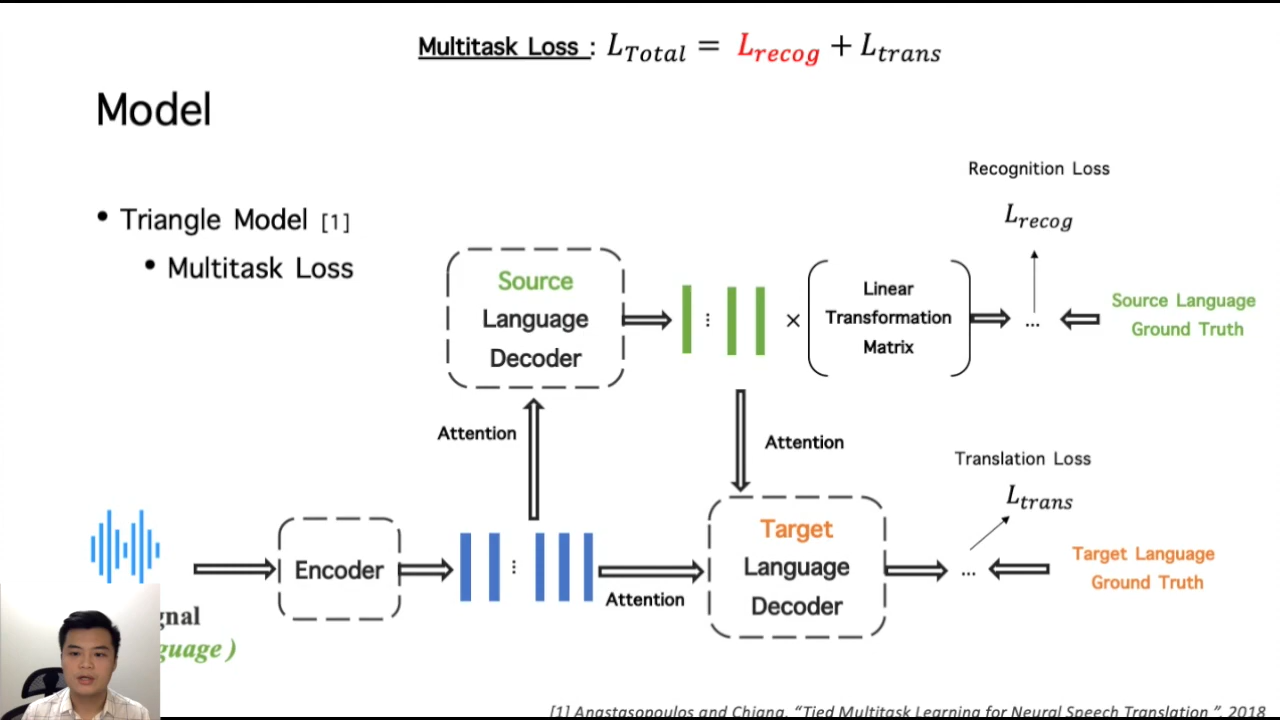 Multitask Loss : L_Total = L_recog + L_trans
Model
• Triangle Model [1]
• Multitask Loss
Recognition Loss
L_recog
Source
Language
Decoder
⋮
×
Linear
Transformation
Matrix
...
Source Language
Ground Truth
Attention
Attention
Translation Loss
L_trans
Encoder
⋮
Attention
Target
Language
Decoder
...
Target Language
Ground Truth
[1] Anastasopoulos and Chiang, “Tied Multitask Learning for Neural Speech Translation,” 2018